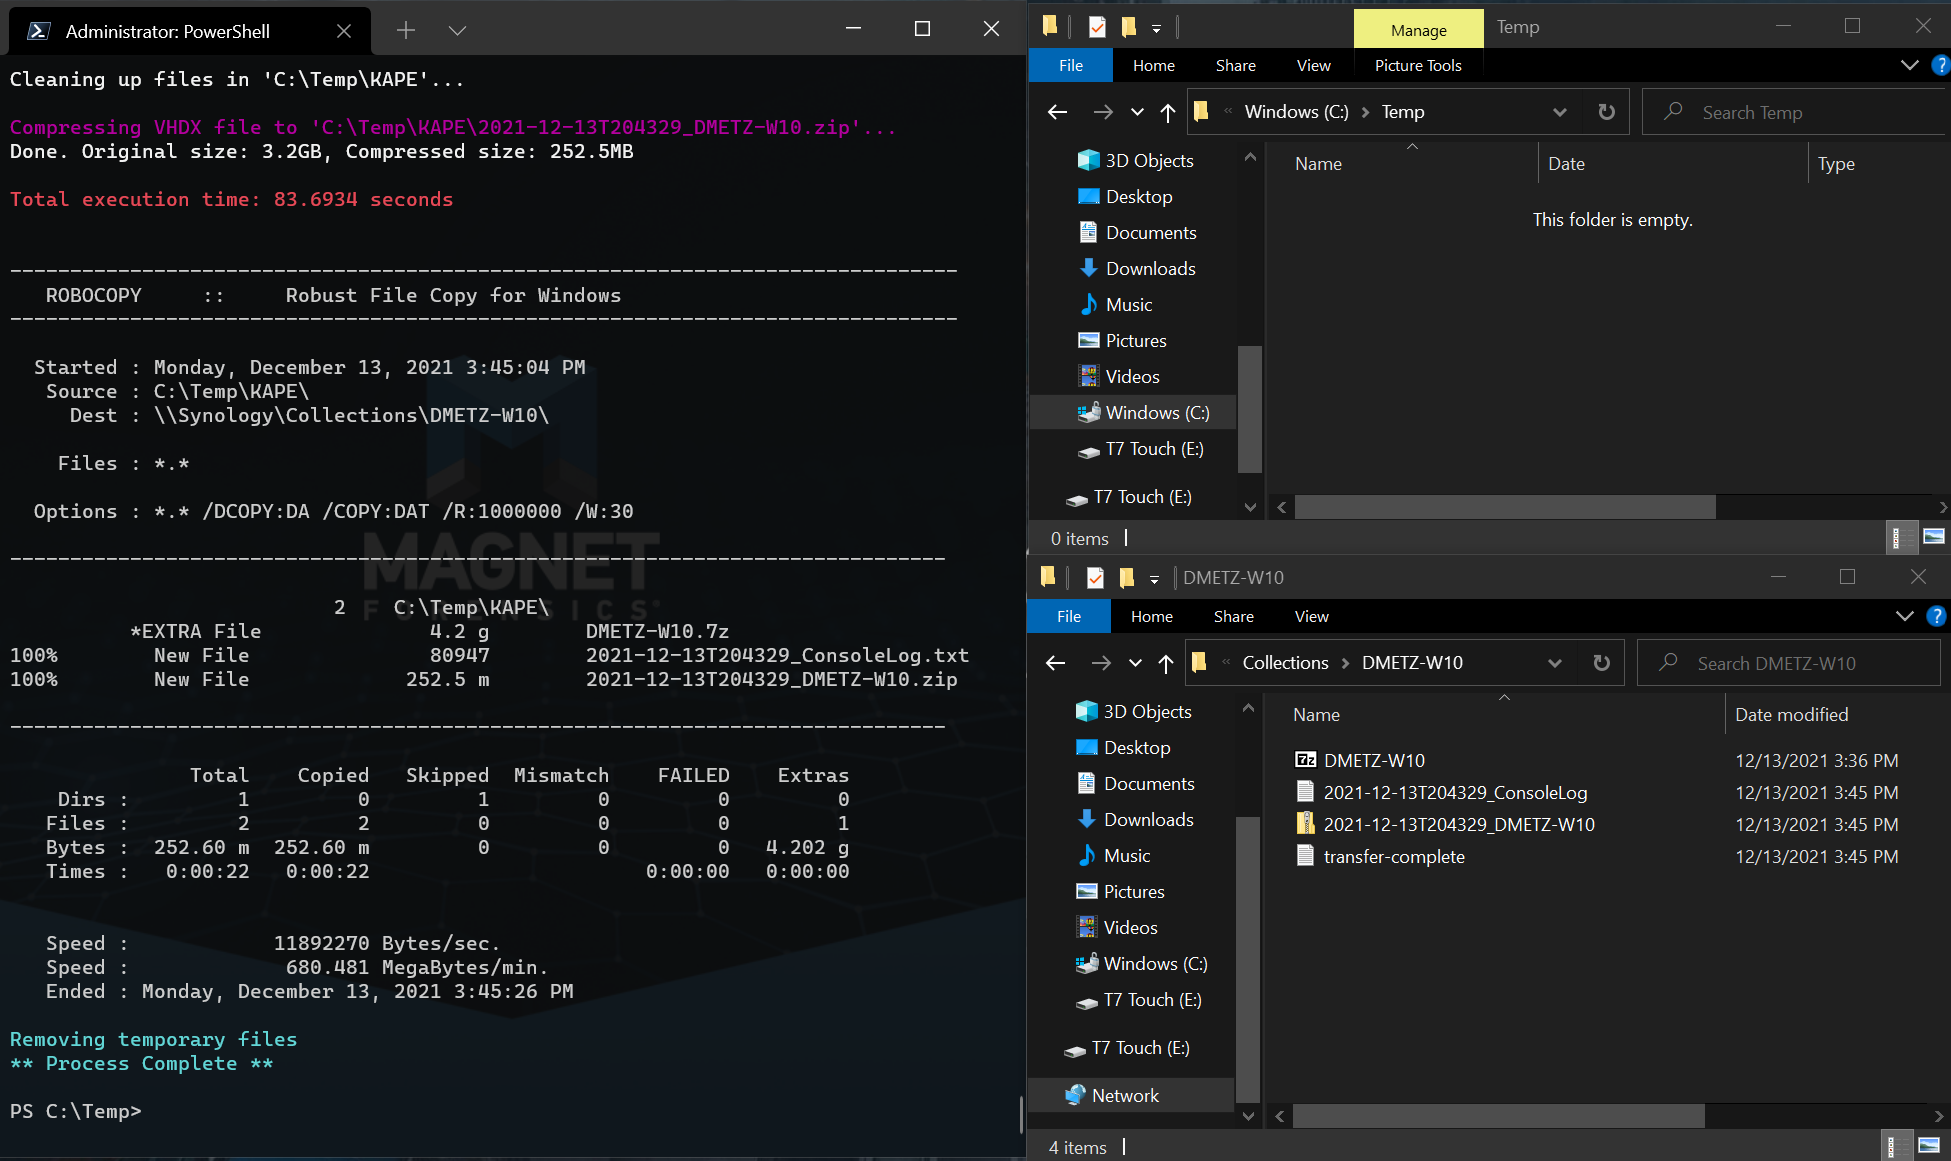 Administrator: PowerShell
Cleaning up files in 'C:\Temp\KAPE'...
Compressing VHDX file to 'C:\Temp\KAPE\2021-12-13T204329_DMETZ-W10.zip'...
Done. Original size: 3.2GB, Compressed size: 252.5MB
Total execution time: 83.6934 seconds
-------------------------------------------------------------------------------
ROBOCOPY     ::     Robust File Copy for Windows
-------------------------------------------------------------------------------
Started : Monday, December 13, 2021 3:45:04 PM
Source : C:\Temp\KAPE\
Dest : \\Synology\Collections\DMETZ-W10\
Files : *.*
Options : *.* /DCOPY:DA /COPY:DAT /R:1000000 /W:30
MAGNET
FORENSICS
------------------------------------------------------------------------------
2    C:\Temp\KAPE\
*EXTRA File    4.2 g    DMETZ-W10.7z
100%    New File    80947    2021-12-13T204329_ConsoleLog.txt
100%    New File    252.5 m    2021-12-13T204329_DMETZ-W10.zip
------------------------------------------------------------------------------
Total    Copied    Skipped    Mismatch    FAILED    Extras
Dirs :    1    0    1    0    0    0
Files :    2    2    0    0    0    1
Bytes :    252.60 m    252.60 m    0    0    0    4.202 g
Times :    0:00:22    0:00:22    0:00:00    0:00:00
Speed :    11892270 Bytes/sec.
Speed :    680.481 MegaBytes/min.
Ended : Monday, December 13, 2021 3:45:26 PM
Removing temporary files
** Process Complete **
PS C:\Temp>
Manage    Temp
File    Home    Share    View    Picture Tools
« Windows (C:) > Temp    Search Temp
Name    Date    Type
This folder is empty.
3D Objects
Desktop
Documents
Downloads
Music
Pictures
Videos
Windows (C:)
T7 Touch (E:)
T7 Touch (E:)
0 items
DMETZ-W10
File    Home    Share    View
« Collections > DMETZ-W10    Search DMETZ-W10
Name    Date modified
3D Objects
Desktop
Documents
Downloads
Music
Pictures
Videos
Windows (C:)
T7 Touch (E:)
T7 Touch (E:)
Network
DMETZ-W10    12/13/2021 3:36 PM
2021-12-13T204329_ConsoleLog    12/13/2021 3:45 PM
2021-12-13T204329_DMETZ-W10    12/13/2021 3:45 PM
transfer-complete    12/13/2021 3:45 PM
4 items